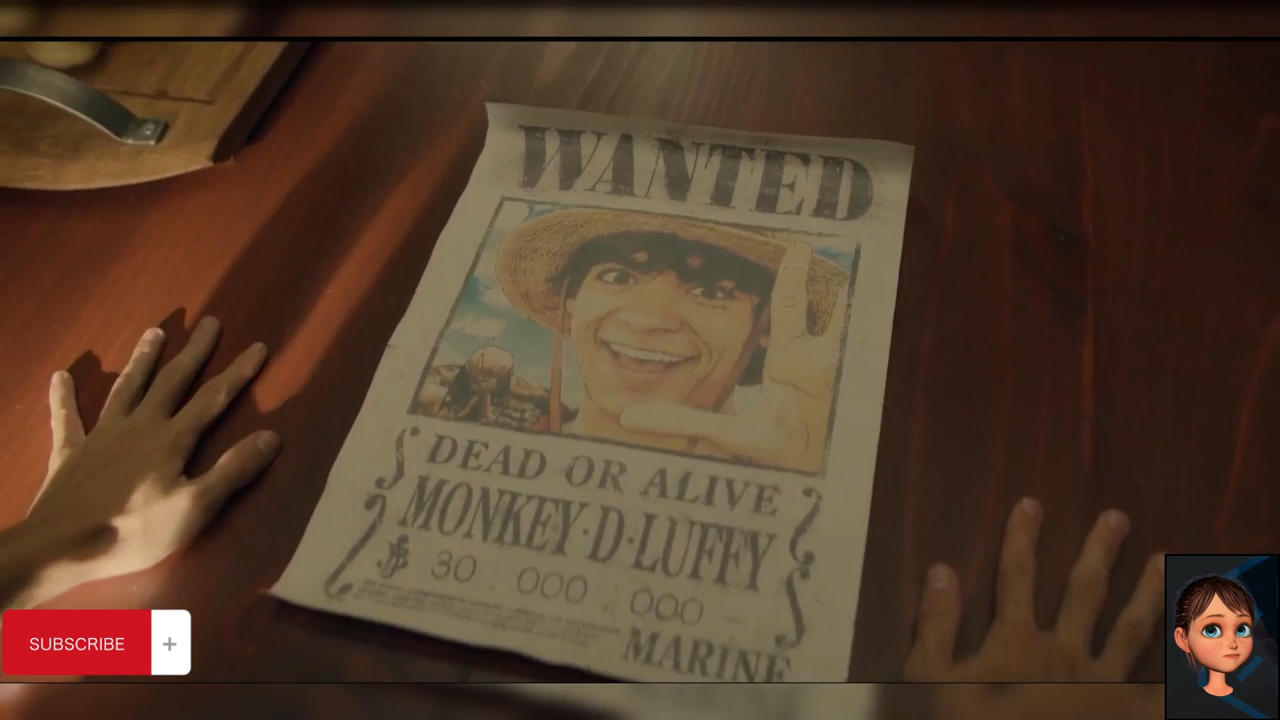 WANTED
DEAD OR ALIVE
MONKEY·D·LUFFY
30 000 000 -
MARINE
SUBSCRIBE +